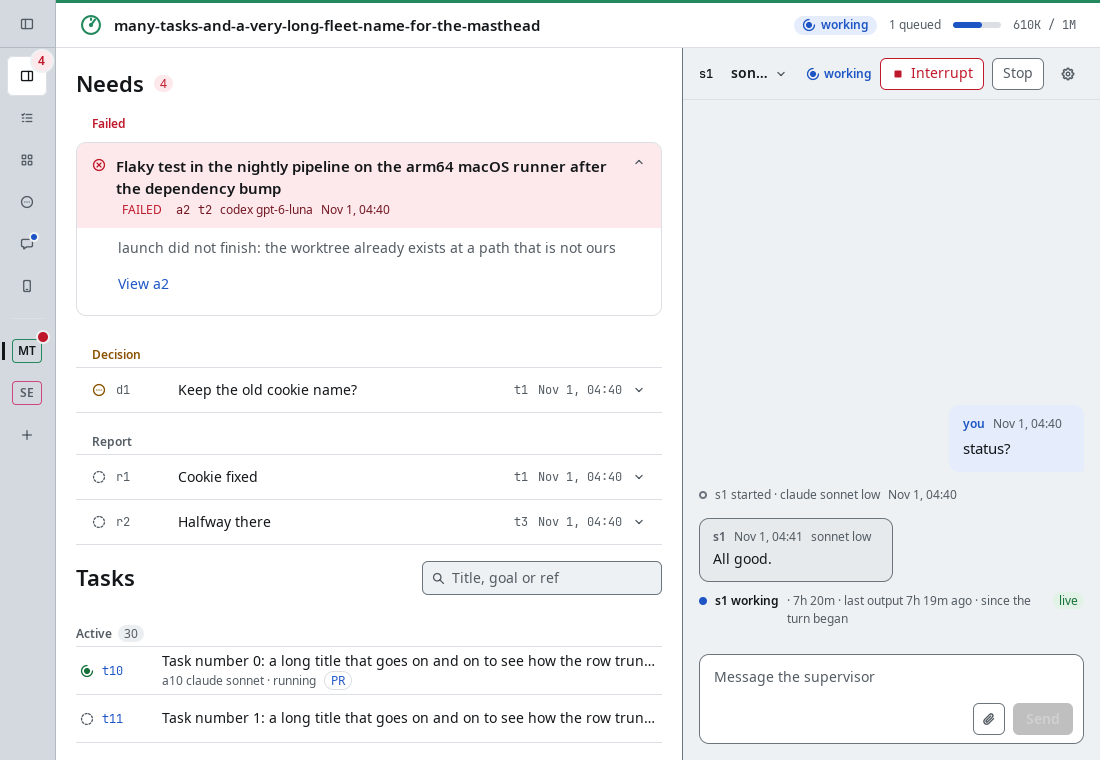 many-tasks-and-a-very-long-fleet-name-for-the-masthead
working
1 queued
610K / 1M
4
MT
SE
Needs 4
Failed
Flaky test in the nightly pipeline on the arm64 macOS runner after
the dependency bump
FAILED a2 t2 codex gpt-6-luna Nov 1, 04:40
launch did not finish: the worktree already exists at a path that is not ours
View a2
Decision
d1 Keep the old cookie name? t1 Nov 1, 04:40
Report
r1 Cookie fixed t1 Nov 1, 04:40
r2 Halfway there t3 Nov 1, 04:40
Tasks
Title, goal or ref
Active 30
t10 Task number 0: a long title that goes on and on to see how the row trun...
a10 claude sonnet · running PR
t11 Task number 1: a long title that goes on and on to see how the row trun...
s1 son... working Interrupt Stop
you Nov 1, 04:40
status?
s1 started · claude sonnet low Nov 1, 04:40
s1 Nov 1, 04:41 sonnet low
All good.
s1 working · 7h 20m · last output 7h 19m ago · since the
turn began
live
Message the supervisor
Send